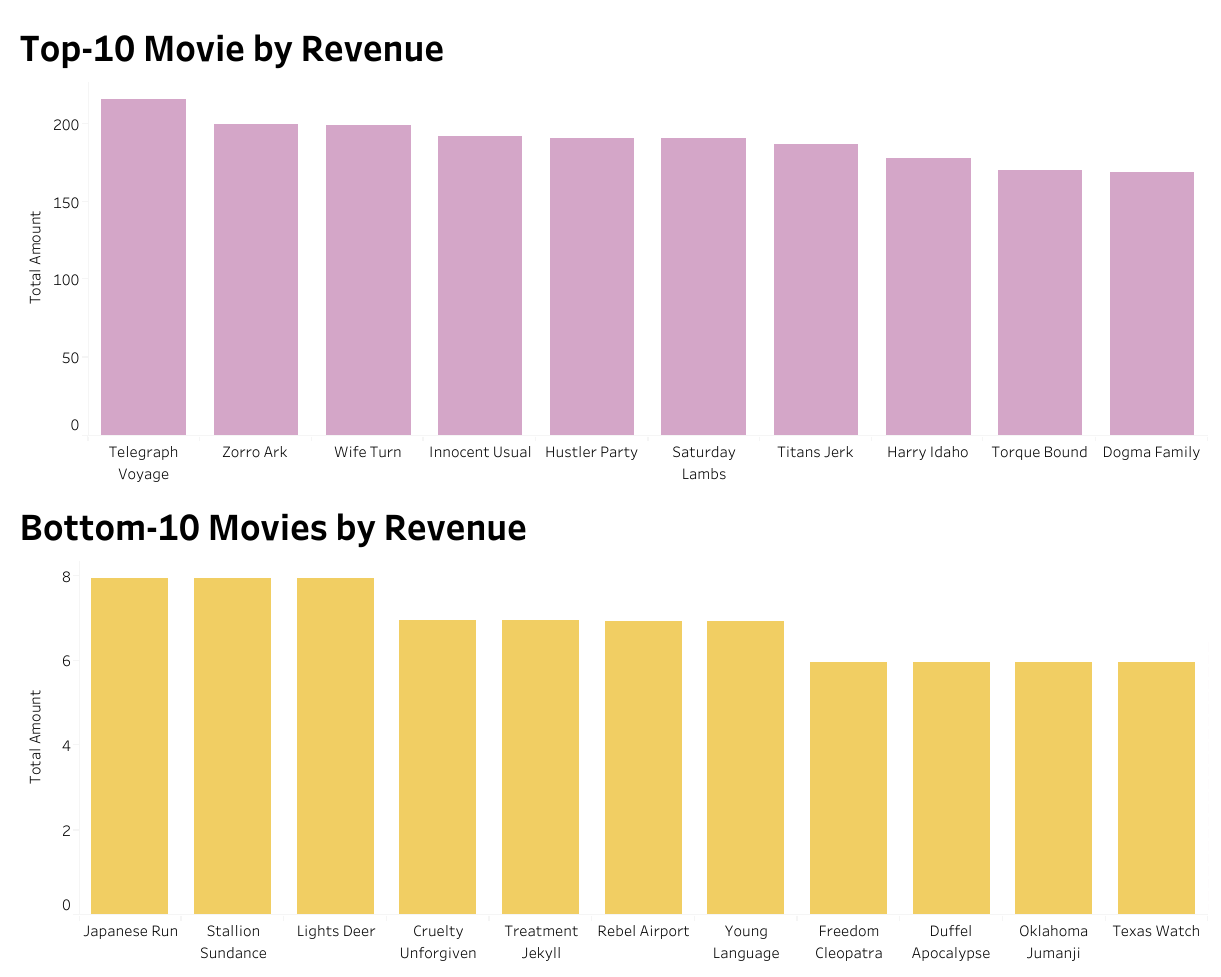 Top-10 Movie by Revenue
Total Amount
200
150
100
50
0
Telegraph Voyage
Zorro Ark
Wife Turn
Innocent Usual
Hustler Party
Saturday Lambs
Titans Jerk
Harry Idaho
Torque Bound
Dogma Family
Bottom-10 Movies by Revenue
Total Amount
8
6
4
2
0
Japanese Run
Stallion Sundance
Lights Deer
Cruelty Unforgiven
Treatment Jekyll
Rebel Airport
Young Language
Freedom Cleopatra
Duffel Apocalypse
Oklahoma Jumanji
Texas Watch